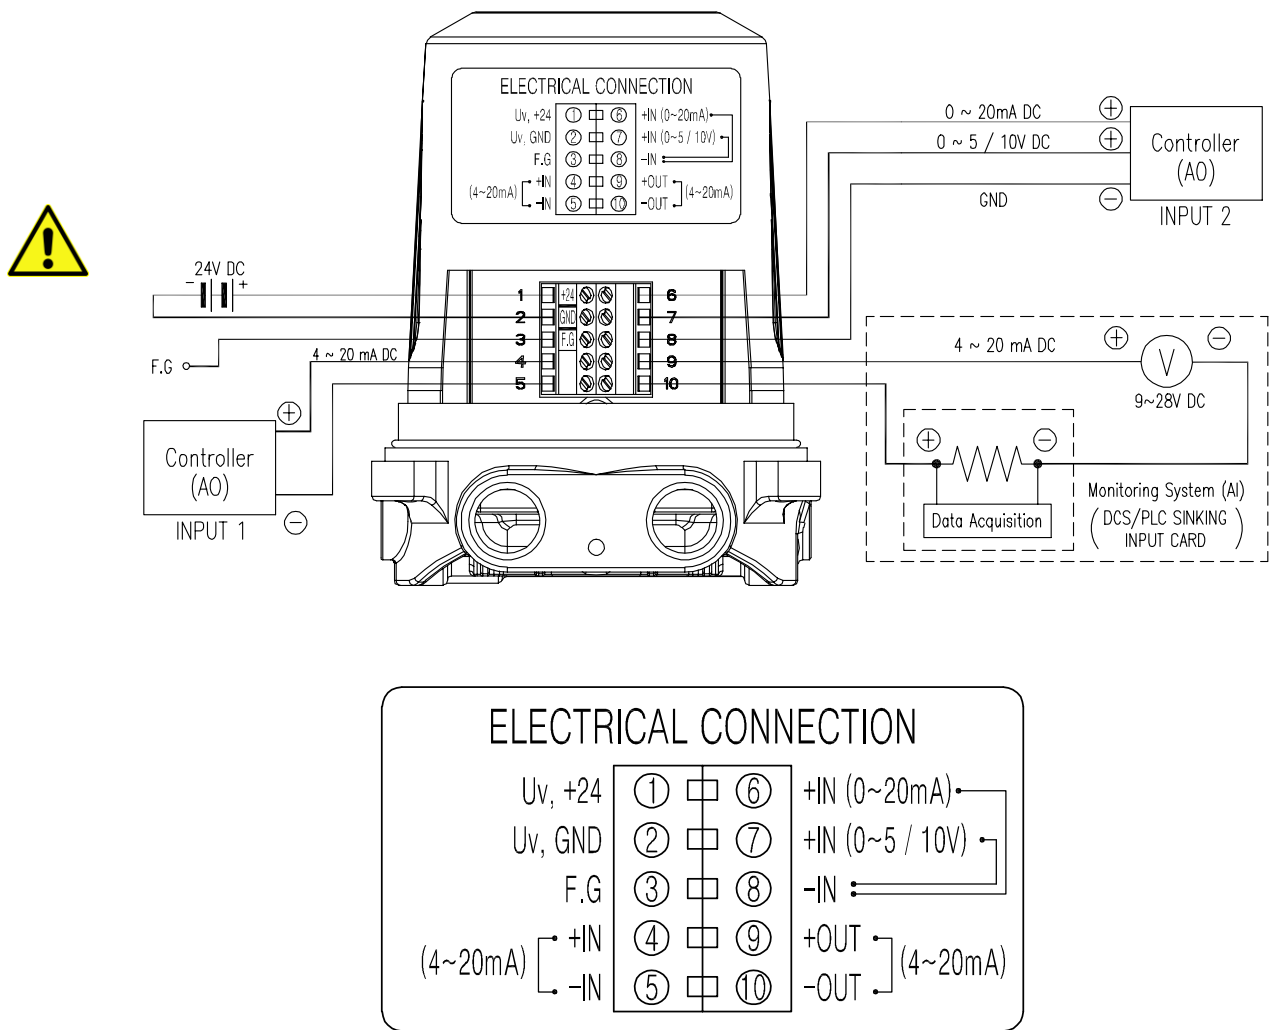 ELECTRICAL CONNECTION
Uv, +24 ① ⑥ +IN (0~20mA)
Uv, GND ② ⑦ +IN (0~5 / 10V)
F.G ③ ⑧ -IN
+IN ④ ⑨ +OUT
(4~20mA) (4~20mA)
-IN ⑤ ⑩ -OUT
0 ~ 20mA DC
0 ~ 5 / 10V DC
GND
Controller
(AO)
INPUT 2
24V DC
- +
1 +24 6
2 GND 7
3 F.G 8
4 9
5 10
F.G
4 ~ 20 mA DC
Controller
(AO)
INPUT 1
4 ~ 20 mA DC
V
9~28V DC
Data Acquisition
Monitoring System (AI)
(DCS/PLC SINKING
INPUT CARD)
ELECTRICAL CONNECTION
Uv, +24 ① ⑥ +IN (0~20mA)
Uv, GND ② ⑦ +IN (0~5 / 10V)
F.G ③ ⑧ -IN
+IN ④ ⑨ +OUT
(4~20mA) (4~20mA)
-IN ⑤ ⑩ -OUT